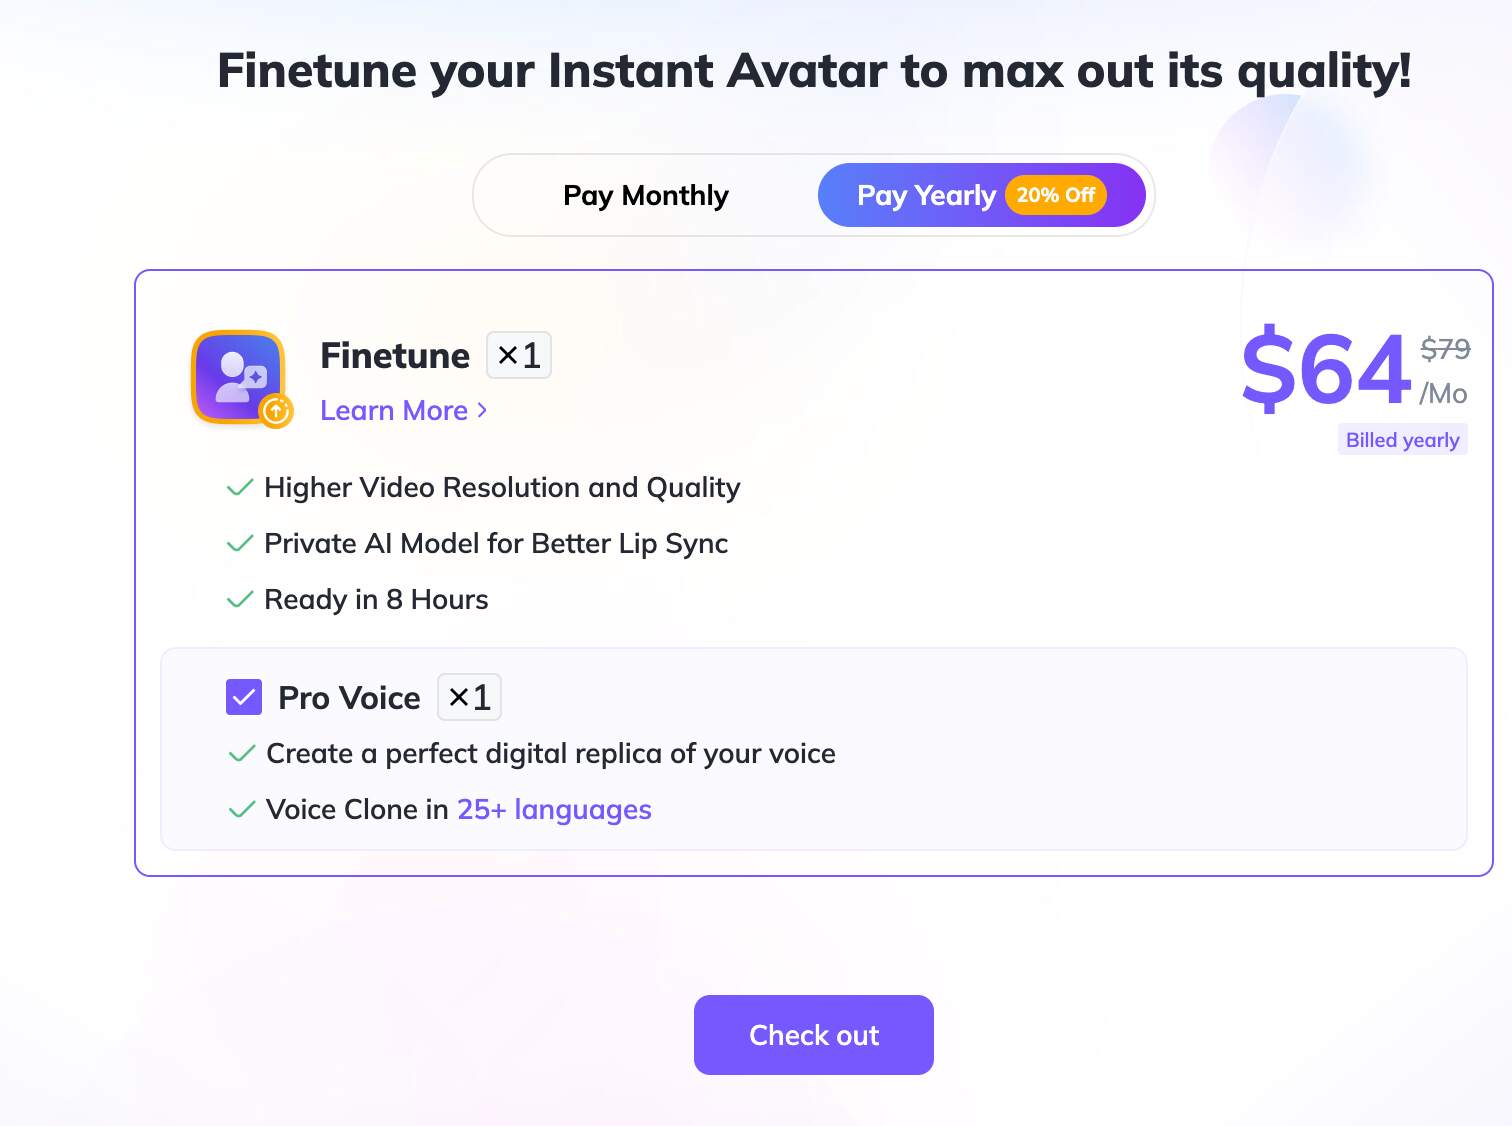 Finetune your Instant Avatar to max out its quality!
Pay Monthly
Pay Yearly 20% Off
Finetune ×1
Learn More >
$64 $79 /Mo
Billed yearly
Higher Video Resolution and Quality
Private AI Model for Better Lip Sync
Ready in 8 Hours
Pro Voice ×1
Create a perfect digital replica of your voice
Voice Clone in 25+ languages
Check out